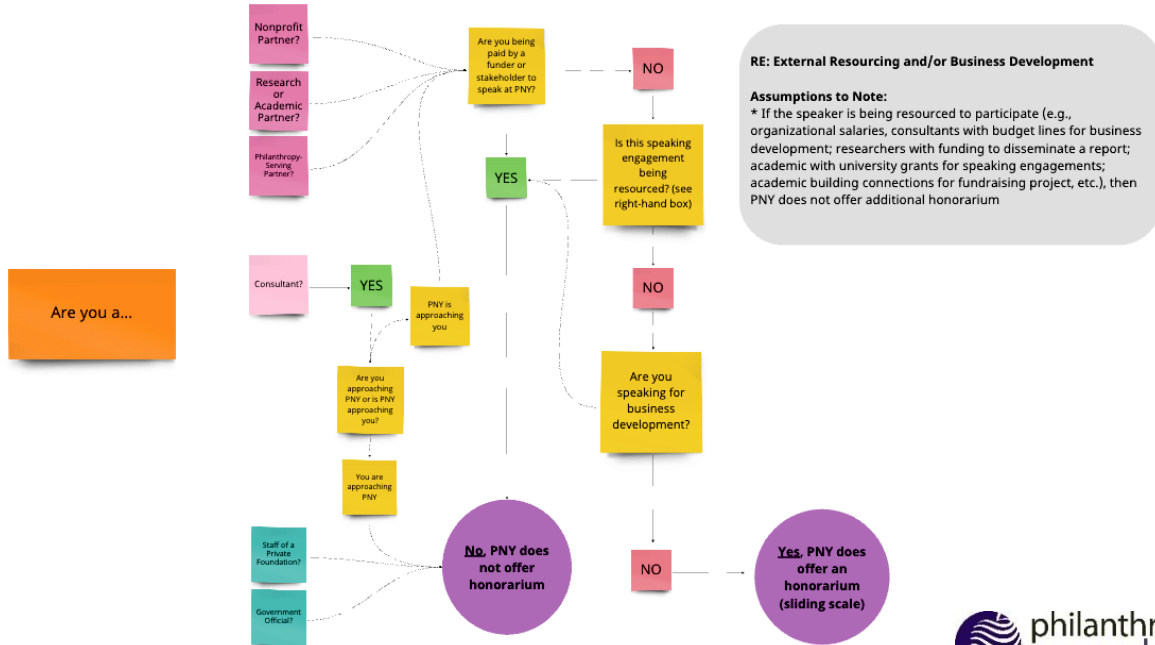 Nonprofit
Partner?
Research
or
Academic
Partner?
Philanthropy-
Serving
Partner?
Are you being
paid by a
funder or
stakeholder to
speak at PNY?
NO
YES
Is this speaking
engagement
being
resourced? (see
right-hand box)
RE: External Resourcing and/or Business Development
Assumptions to Note:
* If the speaker is being resourced to participate (e.g.,
organizational salaries, consultants with budget lines for business
development; researchers with funding to disseminate a report;
academic with university grants for speaking engagements;
academic building connections for fundraising project, etc.), then
PNY does not offer additional honorarium
Are you a...
Consultant?
YES
PNY is
approaching
you
NO
Are you
approaching
PNY or is PNY
approaching
you?
Are you
speaking for
business
development?
You are
approaching
PNY
Staff of a
Private
Foundation?
Government
Official?
No, PNY does
not offer
honorarium
NO
Yes, PNY does
offer an
honorarium
(sliding scale)
philanthr